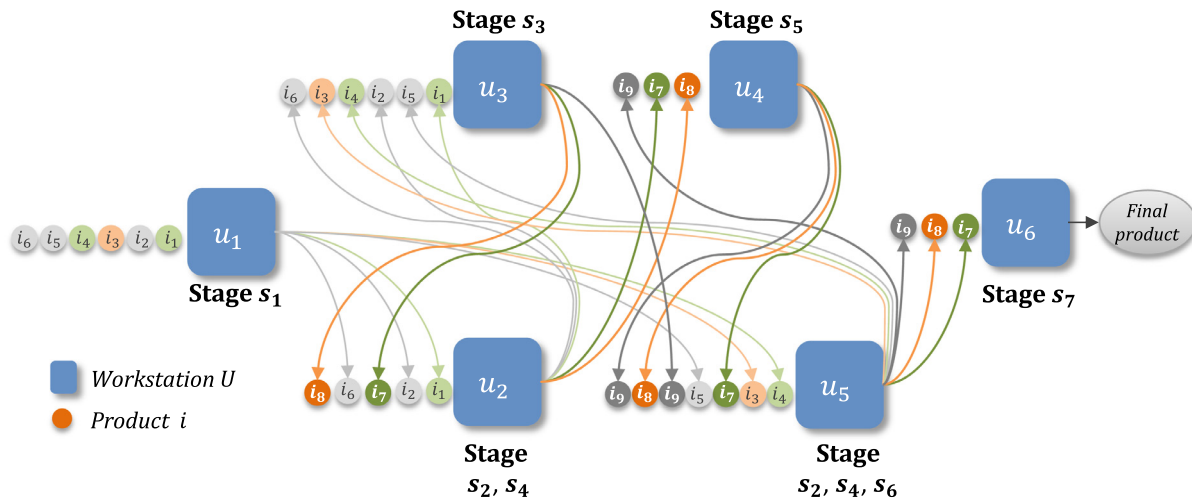 Stage s₃
Stage s₅
i₆ i₃ i₄ i₂ i₅ i₁
u₃
i₉ i₇ i₈
u₄
i₆ i₅ i₄ i₃ i₂ i₁
u₁
Stage s₁
i₉ i₈ i₇
u₆
Stage s₇
Final
product
i₈ i₆ i₇ i₂ i₁
u₂
Stage
s₂, s₄
i₉ i₈ i₉ i₅ i₇ i₃ i₄
u₅
Stage
s₂, s₄, s₆
Workstation U
Product i